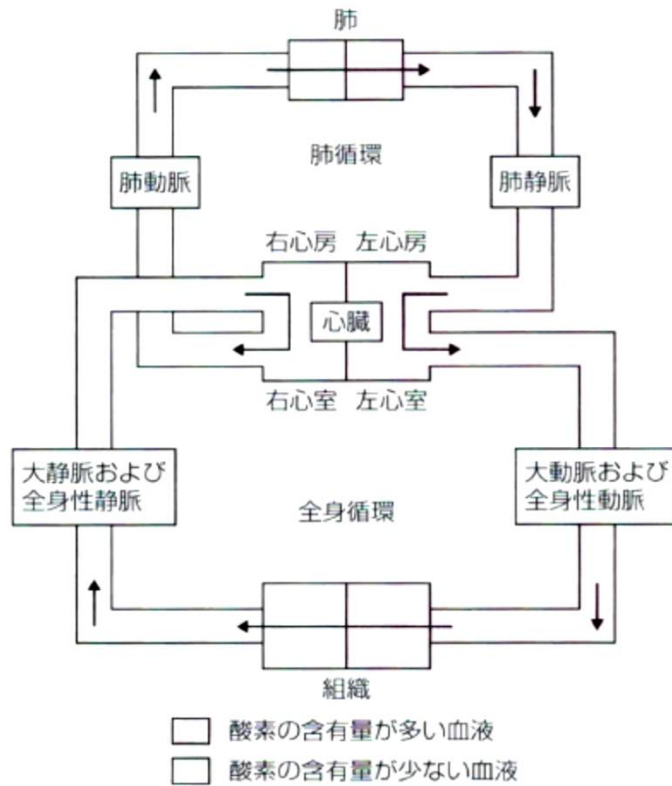 肺
肺循環
肺動脈
肺静脈
右心房 左心房
心臓
右心室 左心室
大静脈および
全身性静脈
大動脈および
全身性動脈
全身循環
組織
酸素の含有量が多い血液
酸素の含有量が少ない血液